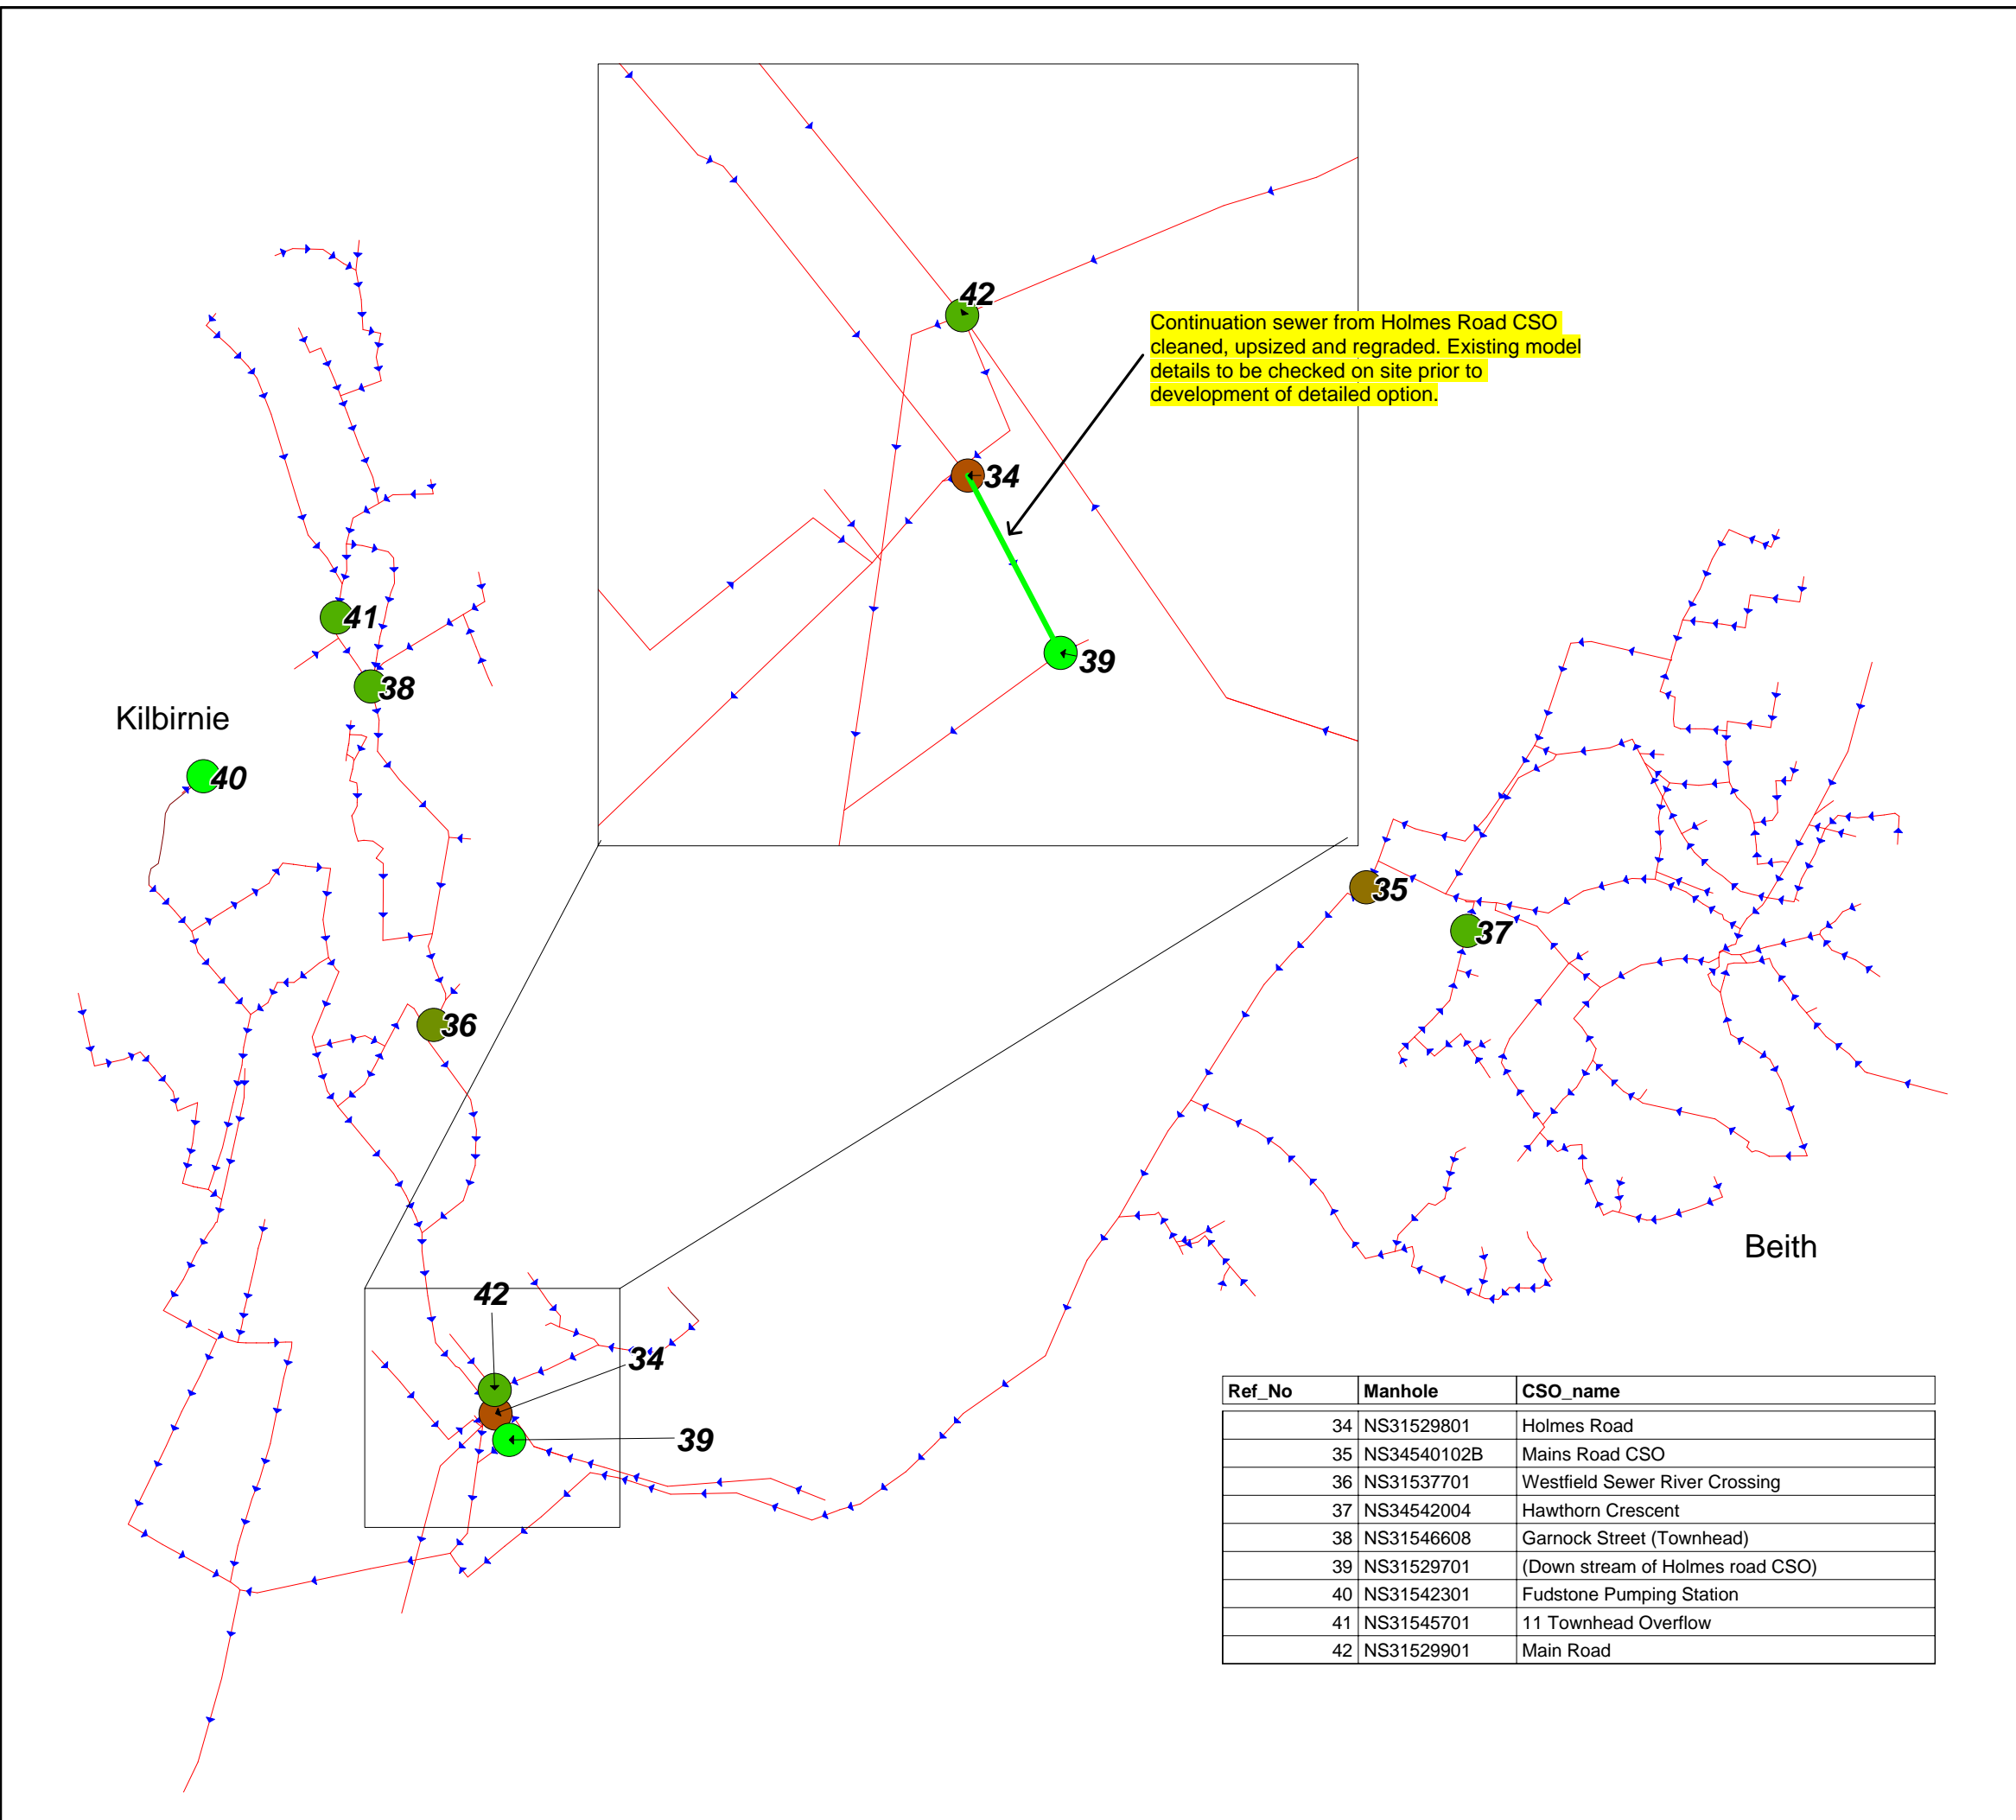 42
Continuation sewer from Holmes Road CSO
cleaned, upsized and regraded. Existing model
details to be checked on site prior to
development of detailed option.
34
39
41
38
Kilbirnie
40
35
37
36
Beith
42
34
39
Ref_No Manhole CSO_name
34 NS31529801 Holmes Road
35 NS34540102B Mains Road CSO
36 NS31537701 Westfield Sewer River Crossing
37 NS34542004 Hawthorn Crescent
38 NS31546608 Garnock Street (Townhead)
39 NS31529701 (Down stream of Holmes road CSO)
40 NS31542301 Fudstone Pumping Station
41 NS31545701 11 Townhead Overflow
42 NS31529901 Main Road